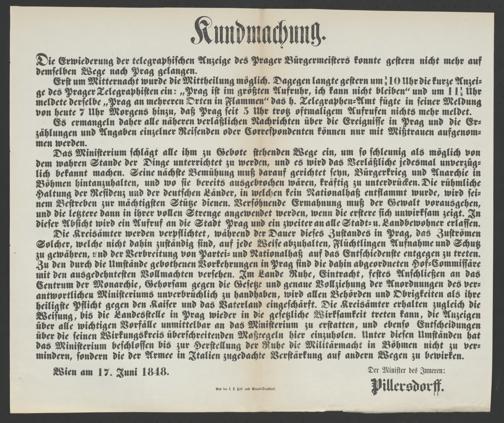 Kundmachung.
Die Erwiederung der telegraphischen Anzeige des Prager Bürgermeisters konnte gestern nicht mehr auf
demselben Wege nach Prag gelangen.
Erst um Mitternacht wurde die Mittheilung möglich. Dagegen langte gestern um 10 Uhr die kurze Anzei-
ge des Prager Telegraphisten ein: „Prag ist im größten Aufruhr, ich kann nicht bleiben" und um 11 Uhr
meldete derselbe „Prag an mehreren Orten in Flammen" das h. Telegraphen-Amt fügte in seiner Meldung
von heute 7 Uhr Morgens hinzu, daß Prag seit 5 Uhr trotz ofmaligem Aufrufen nichts mehr meldet.
Es ermangeln daher alle näheren verläßlichen Nachrichten über die Ereignisse in Prag und die Er-
zählungen und Angaben einzelner Reisenden oder Correspondenten können nur mit Mißtrauen aufgenom-
men werden.
Das Ministerium schlägt alle ihm zu Gebote stehenden Wege ein, um so schleunig als möglich von
dem wahren Stande der Dinge unterrichtet zu werden, und es wird das Verläßliche jedesmal unverzüg-
lich bekannt machen. Seine nächste Bemühung muß darauf gerichtet seyn, Bürgerkrieg und Anarchie in
Böhmen hintanzuhalten, und wo sie bereits ausgebrochen wären, kräftig zu unterdrücken. Die rühmliche
Haltung der Residenz und der deutschen Länder, in welchen kein Nationalhaß entflammt wurde, wird sei-
nem Bestreben zur mächtigsten Stütze dienen. Versöhnende Ermahnung muß der Gewalt vorausgehen,
und die letztere dann in ihrer vollen Strenge angewendet werden, wenn die erstere sich unwirksam zeigt. In
dieser Absicht wird ein Aufruf an die Stadt Prag und ein zweiter an alle Stadt- u. Landbewohner erlassen.
Die Kreisämter werden verpflichtet, während der Dauer dieses Zustandes in Prag, das Zuströmen
Solcher, welche nicht dahin zuständig sind, auf jede Weise abzuhalten, Flüchtlingen Aufnahme und Schutz
zu gewähren, und der Verbreitung von Partei- und Nationalhaß auf das Entschiedenste entgegen zu treten.
Zu den durch die Umstände gebothenen Vorkehrungen in Prag sind die dahin abgeordneten Hof-Commissäre
mit den ausgedehntesten Vollmachten versehen. Im Lande Ruhe, Eintracht, festes Anschließen an das
Centrum der Monarchie, Gehorsam gegen die Gesetze und genaue Vollziehung der Anordnungen des ver-
antwortlichen Ministeriums unverbrüchlich zu handhaben, wird allen Behörden und Obrigkeiten als ihre
heiligste Pflicht gegen den Kaiser und das Vaterland eingeschärft. Die Kreisämter erhalten zugleich die
Weisung, bis die Landesstelle in Prag wieder in die gesetzliche Wirksamkeit treten kann, die Anzeigen
über alle wichtigen Vorfälle unmittelbar an das Ministerium zu erstatten, und ebenso Entscheidungen
über die seinen Wirkungskreis überschreitenden Maßregeln hier einzuholen. Unter diesen Umständen hat
das Ministerium beschlossen bis zur Herstellung der Ruhe die Militärmacht in Böhmen nicht zu ver-
mindern, sondern die der Armee in Italien zugedachte Verstärkung auf andern Wegen zu bewirken.
Wien am 17. Juni 1848.
Der Minister des Inneren:
Pillersdorff.
Aus der k. k. Hof- und Staats-Druckerei.